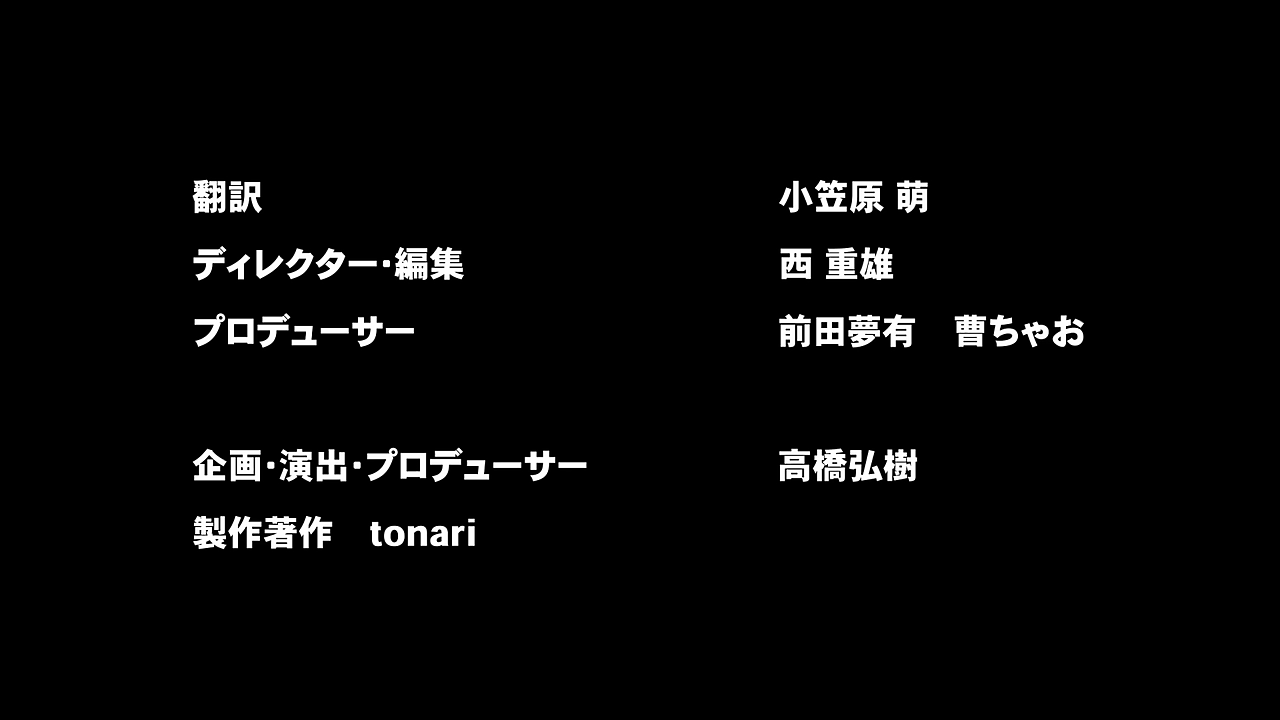 翻訳 小笠原 萌
ディレクター・編集 西 重雄
プロデューサー 前田夢有　曹ちゃお
企画・演出・プロデューサー 高橋弘樹
製作著作　tonari